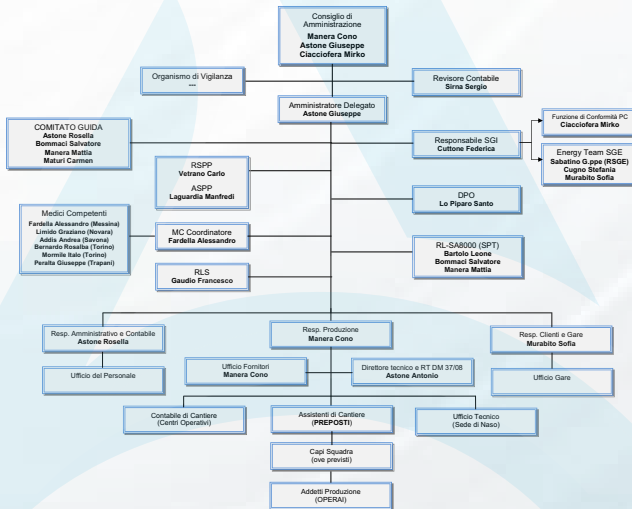 Consiglio di
Amministrazione
Manera Cono
Astone Giuseppe
Ciacciofera Mirko
Organismo di Vigilanza
---
Revisore Contabile
Sirna Sergio
Amministratore Delegato
Astone Giuseppe
COMITATO GUIDA
Astone Rosella
Bommaci Salvatore
Manera Mattia
Maturi Carmen
Responsabile SGI
Cuttone Federica
Funzione di Conformità PC
Ciacciofera Mirko
Energy Team SGE
Sabatino G.ppe (RSGE)
Cugno Stefania
Murabito Sofia
RSPP
Vetrano Carlo
ASPP
Laguardia Manfredi
DPO
Lo Piparo Santo
Medici Competenti
Fardella Alessandro (Messina)
Limido Graziano (Novara)
Addis Andrea (Savona)
Bernardo Rosalba (Torino)
Mormile Italo (Torino)
Peralta Giuseppe (Trapani)
MC Coordinatore
Fardella Alessandro
RL-SA8000 (SPT)
Bartolo Leone
Bommaci Salvatore
Manera Mattia
RLS
Gaudio Francesco
Resp. Amministrativo e Contabile
Astone Rosella
Resp. Produzione
Manera Cono
Resp. Clienti e Gare
Murabito Sofia
Ufficio del Personale
Ufficio Fornitori
Manera Cono
Direttore tecnico e RT DM 37/08
Astone Antonio
Ufficio Gare
Contabile di Cantiere
(Centri Operativi)
Assistenti di Cantiere
(PREPOSTI)
Ufficio Tecnico
(Sede di Naso)
Capi Squadra
(ove previsti)
Addetti Produzione
(OPERAI)